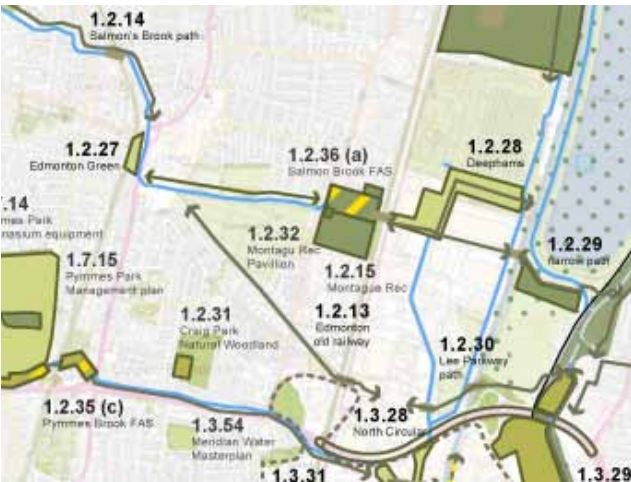 1.2.14
Salmon's Brook path
1.2.27
Edmonton Green
1.2.36 (a)
Salmon Brook FAS
1.2.28
Deephams
.14
mes Park
nasium equipment
1.2.32
Montagu Rec
Pavillion
1.2.29
Narrow path
1.7.15
Pymmes Park
Management plan
1.2.15
Montague Rec
1.2.31
Craig Park
Natural Woodland
1.2.13
Edmonton
old railway
1.2.30
Lee Parkway
path
1.2.35 (c)
Pymmes Brook FAS
1.3.54
Meridian Water
Masterplan
1.3.28
North Circular
1.3.31
1.3.29